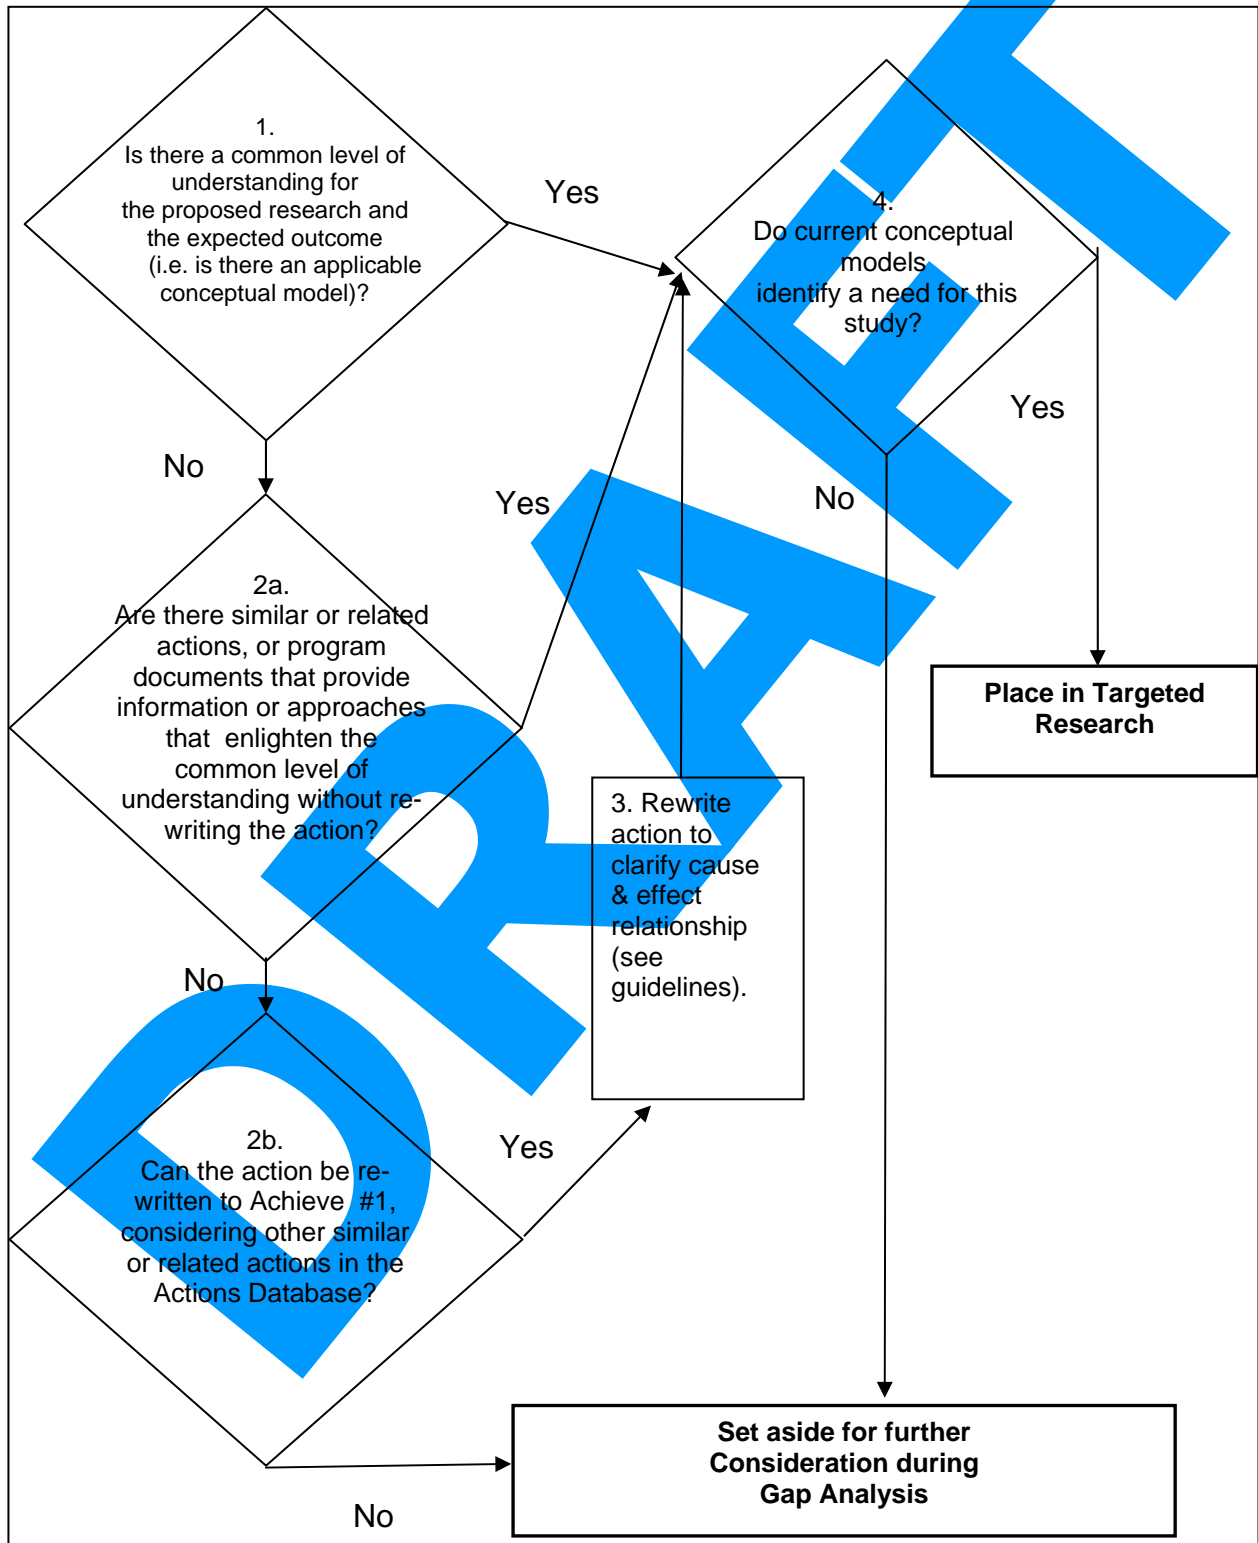 1.
Is there a common level of
understanding for
the proposed research and
the expected outcome
(i.e. is there an applicable
conceptual model)?
Yes
4.
Do current conceptual
models
identify a need for this
study?
Yes
No
No
Yes
2a.
Are there similar or related
actions, or program
documents that provide
information or approaches
that enlighten the
common level of
understanding without re-
writing the action?
Place in Targeted
Research
3. Rewrite
action to
clarify cause
& effect
relationship
(see
guidelines).
No
2b.
Can the action be re-
written to Achieve #1,
considering other similar
or related actions in the
Actions Database?
Yes
No
Set aside for further
Consideration during
Gap Analysis
DRAFT